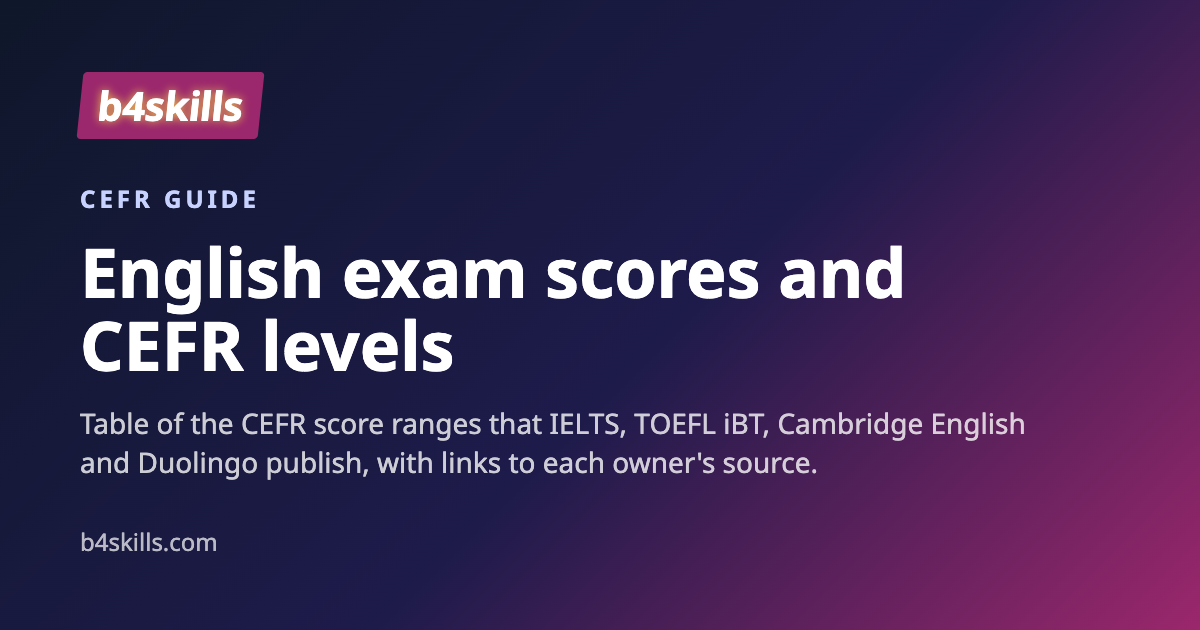 b4skills
CEFR GUIDE
English exam scores and
CEFR levels
Table of the CEFR score ranges that IELTS, TOEFL iBT, Cambridge English
and Duolingo publish, with links to each owner's source.
b4skills.com